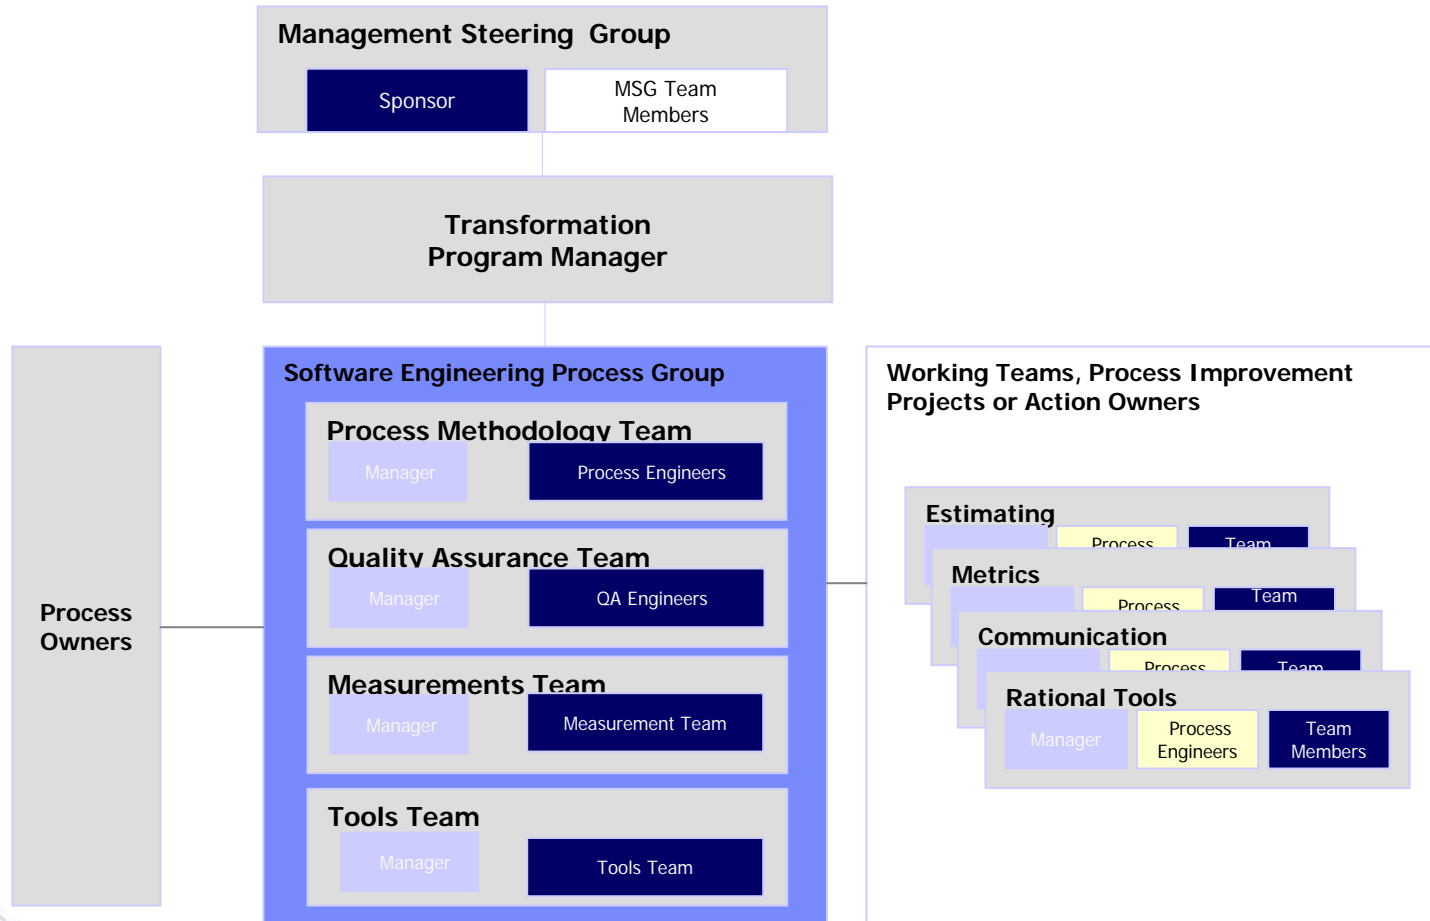 Management Steering  Group
Sponsor
MSG Team
Members
Transformation
Program Manager
Process
Owners
Software Engineering Process Group
Process Methodology Team
Manager
Process Engineers
Quality Assurance Team
Manager
QA Engineers
Measurements Team
Manager
Measurement Team
Tools Team
Manager
Tools Team
Working Teams, Process Improvement
Projects or Action Owners
Estimating
Process
Team
Metrics
Process
Team
Communication
Process
Team
Rational Tools
Manager
Process
Engineers
Team
Members